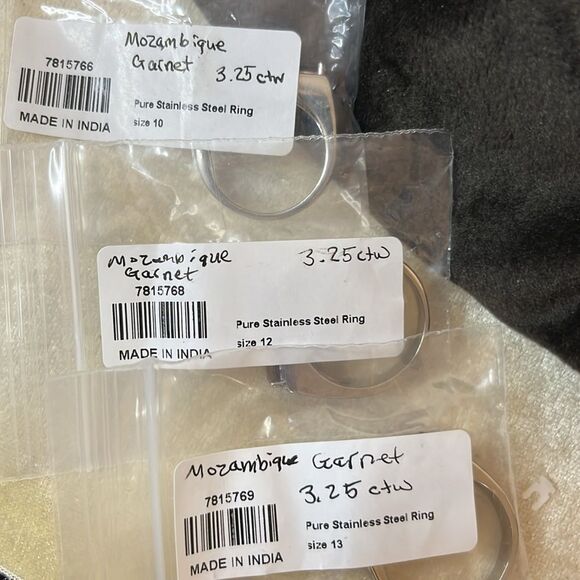 Mozambique
Garnet 3.25 ctw
7815766
Pure Stainless Steel Ring
MADE IN INDIA
size 10
Mozambique
Garnet
3.25 ctw
7815768
Pure Stainless Steel Ring
MADE IN INDIA
size 12
Mozambique Garnet
3.25 ctw
7815769
Pure Stainless Steel Ring
MADE IN INDIA
size 13